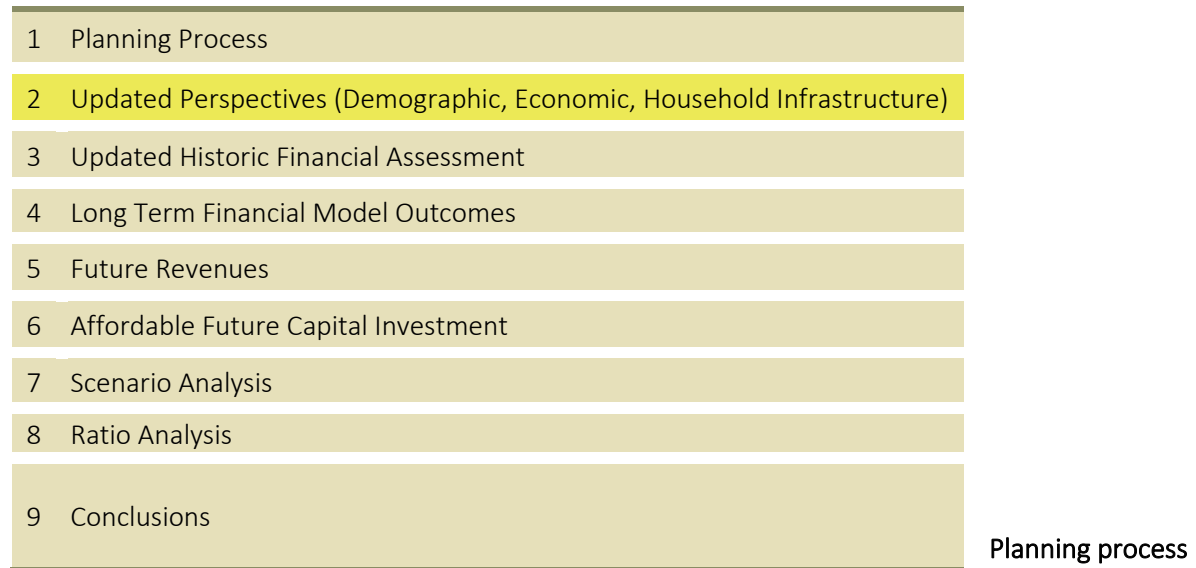 1 Planning Process
2 Updated Perspectives (Demographic, Economic, Household Infrastructure)
3 Updated Historic Financial Assessment
4 Long Term Financial Model Outcomes
5 Future Revenues
6 Affordable Future Capital Investment
7 Scenario Analysis
8 Ratio Analysis
9 Conclusions
Planning process